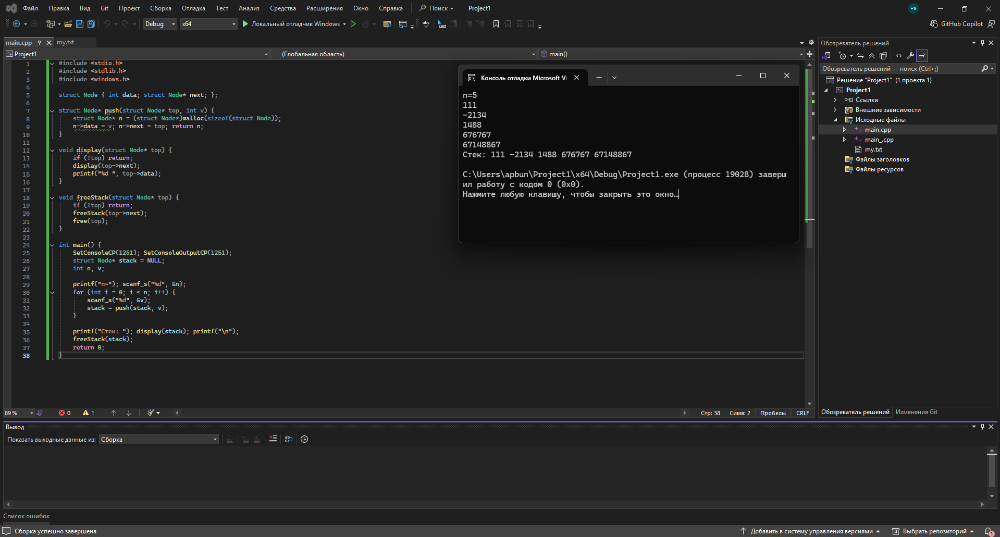 Файл Правка Вид Git Проект Сборка Отладка Тест Анализ Средства Расширения Окно Справка Поиск Project1
PB
Debug x64 Локальный отладчик Windows GitHub Copilot
main.cpp my.txt
Project1 (Глобальная область) main()
1 #include <stdio.h>
2 #include <stdlib.h>
3 #include <windows.h>
4
5 struct Node { int data; struct Node* next; };
6
7 struct Node* push(struct Node* top, int v) {
8 struct Node* n = (struct Node*)malloc(sizeof(struct Node));
9 n->data = v; n->next = top; return n;
10 }
11
12 void display(struct Node* top) {
13 if (!top) return;
14 display(top->next);
15 printf("%d ", top->data);
16 }
17
18 void freeStack(struct Node* top) {
19 if (!top) return;
20 freeStack(top->next);
21 free(top);
22 }
23
24 int main() {
25 SetConsoleCP(1251); SetConsoleOutputCP(1251);
26 struct Node* stack = NULL;
27 int n, v;
28
29 printf("n="); scanf_s("%d", &n);
30 for (int i = 0; i < n; i++) {
31 scanf_s("%d", &v);
32 stack = push(stack, v);
33 }
34
35 printf("Стек: "); display(stack); printf("\n");
36 freeStack(stack);
37 return 0;
38 }
Консоль отладки Microsoft Vi
n=5
111
-2134
1488
676767
67148867
Стек: 111 -2134 1488 676767 67148867
C:\Users\apbun\Project1\x64\Debug\Project1.exe (процесс 19028) заверш
ил работу с кодом 0 (0x0).
Нажмите любую клавишу, чтобы закрыть это окно…
Обозреватель решений
Обозреватель решений — поиск (Ctrl+;)
Решение "Project1" (1 проекта 1)
Project1
Ссылки
Внешние зависимости
Исходные файлы
main.cpp
main_.cpp
my.txt
Файлы заголовков
Файлы ресурсов
Обозреватель решений Изменения Git
89 % 0 1 Стр: 38 Симв: 2 Пробелы CRLF
Вывод
Показать выходные данные из: Сборка
Список ошибок
Сборка успешно завершена Добавить в систему управления версиями Выбрать репозиторий 1